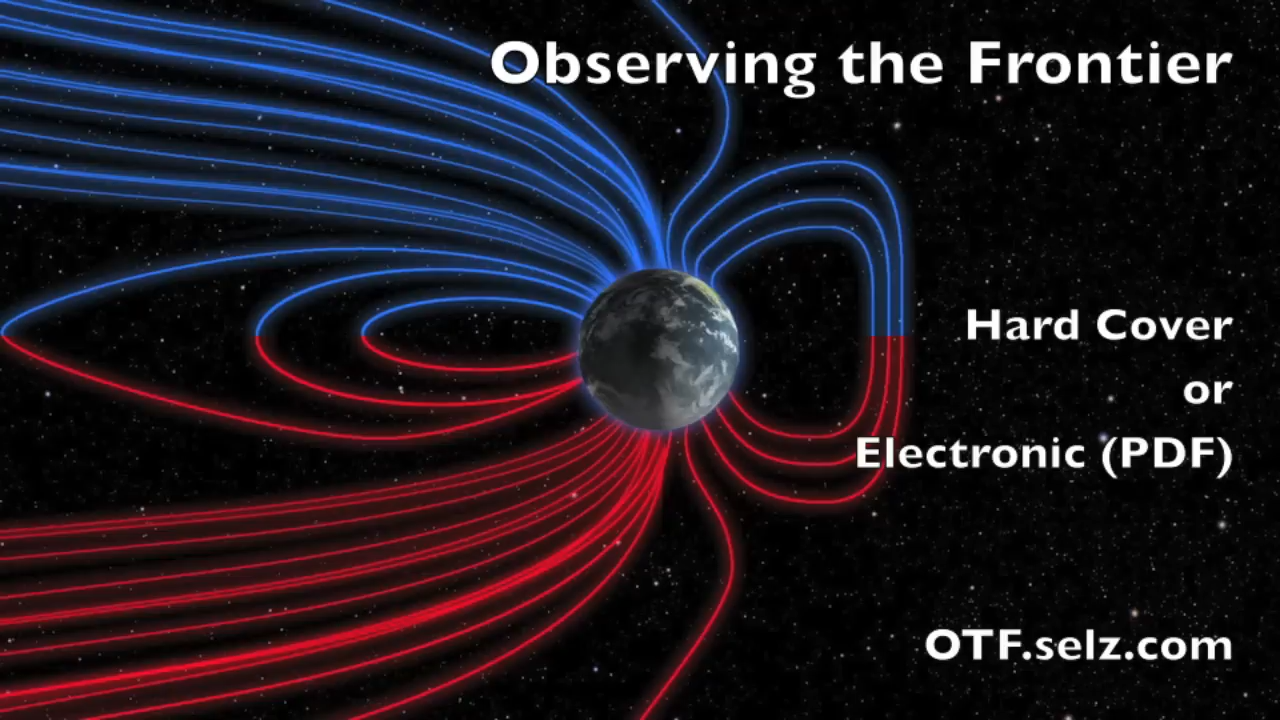 Observing the Frontier
Hard Cover
or
Electronic (PDF)
OTF.selz.com